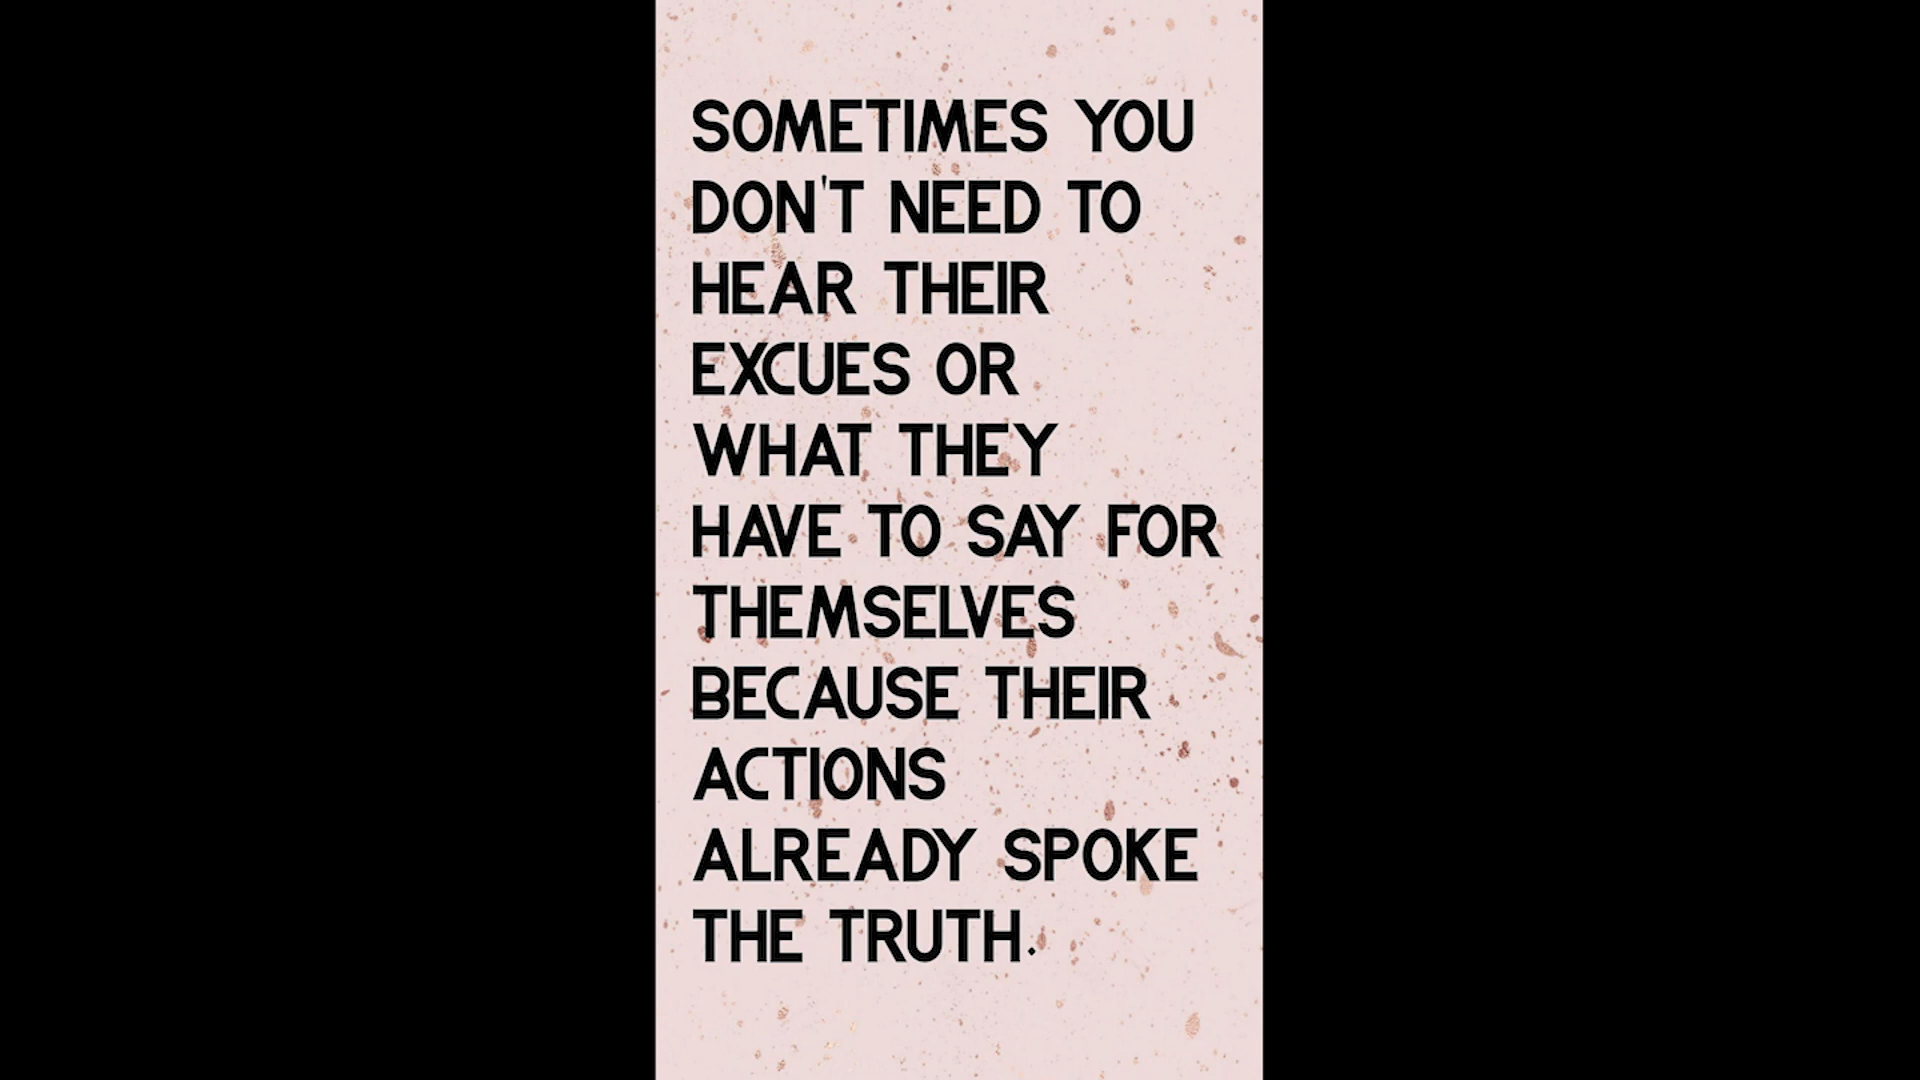 SOMETIMES YOU
DON'T NEED TO
HEAR THEIR
EXCUES OR
WHAT THEY
HAVE TO SAY FOR
THEMSELVES
BECAUSE THEIR
ACTIONS
ALREADY SPOKE
THE TRUTH.